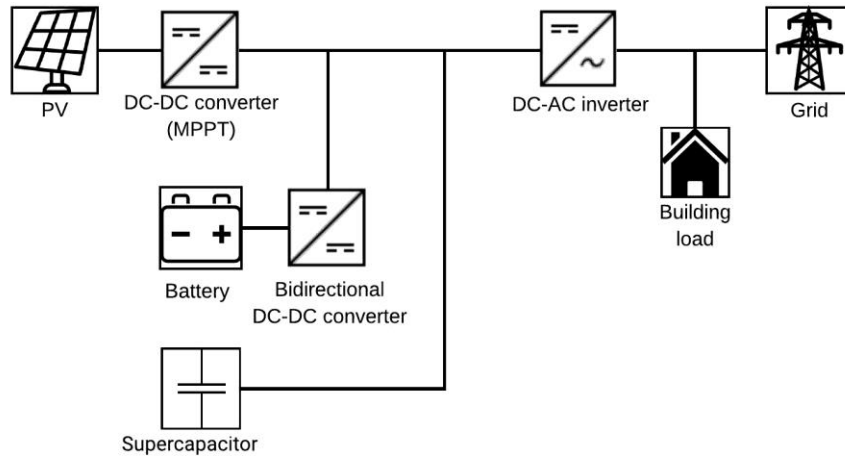 PV
DC-DC converter
(MPPT)
DC-AC inverter
Grid
Building
load
Battery
Bidirectional
DC-DC converter
Supercapacitor